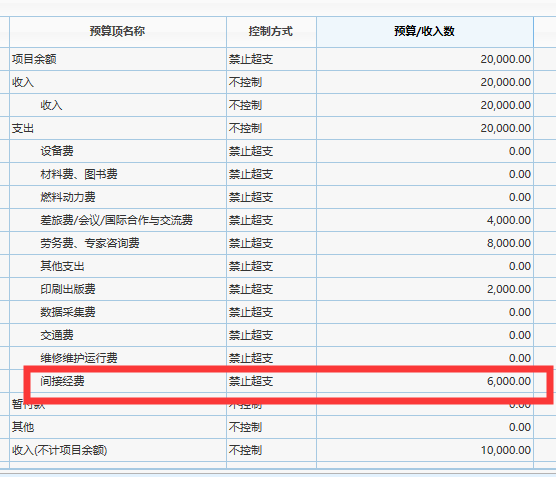 预算项名称 控制方式 预算/收入数
项目余额 禁止超支 20,000.00
收入 不控制 20,000.00
收入 不控制 20,000.00
支出 不控制 20,000.00
设备费 禁止超支 0.00
材料费、图书费 禁止超支 0.00
燃料动力费 禁止超支 0.00
差旅费/会议/国际合作与交流费 禁止超支 4,000.00
劳务费、专家咨询费 禁止超支 8,000.00
其他支出 禁止超支 0.00
印刷出版费 禁止超支 2,000.00
数据采集费 禁止超支 0.00
交通费 禁止超支 0.00
维修维护运行费 禁止超支 0.00
间接经费 禁止超支 6,000.00
暂付款 不控制 0.00
其他 不控制 0.00
收入(不计项目余额) 不控制 10,000.00